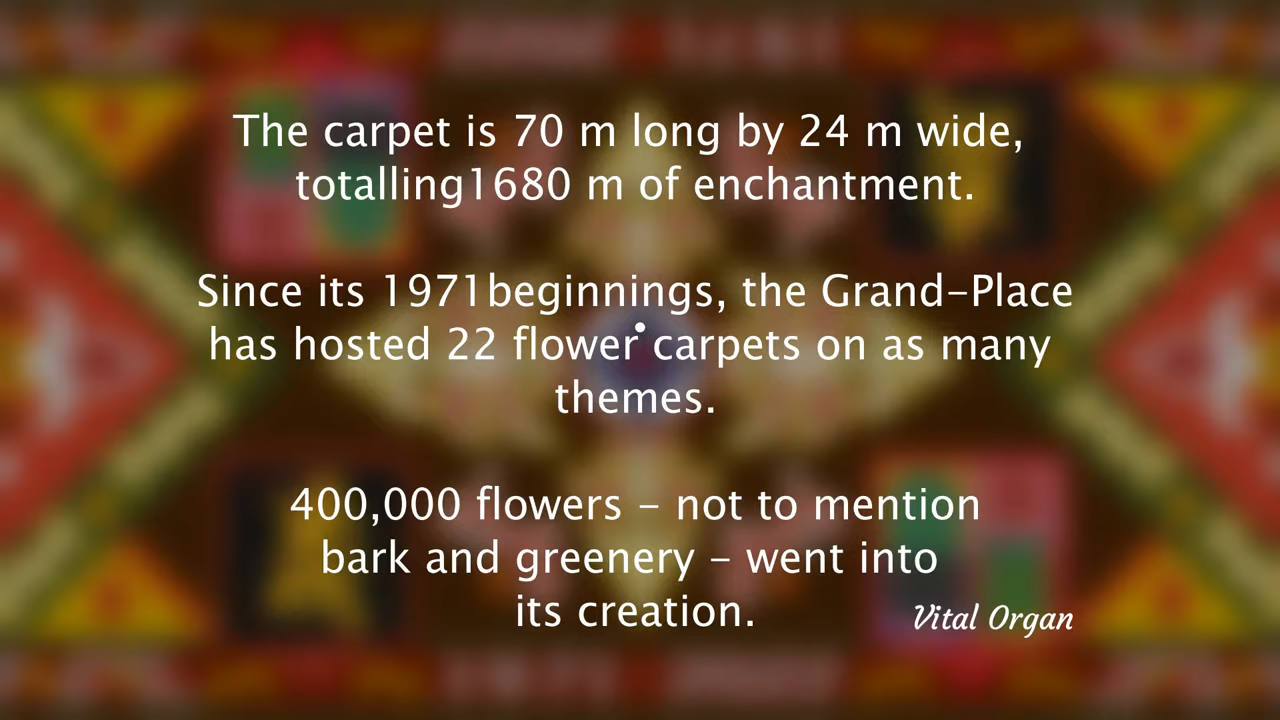 The carpet is 70 m long by 24 m wide,
totalling1680 m of enchantment.
Since its 1971beginnings, the Grand-Place
has hosted 22 flower carpets on as many
themes.
400,000 flowers – not to mention
bark and greenery – went into
its creation.
Vital Organ